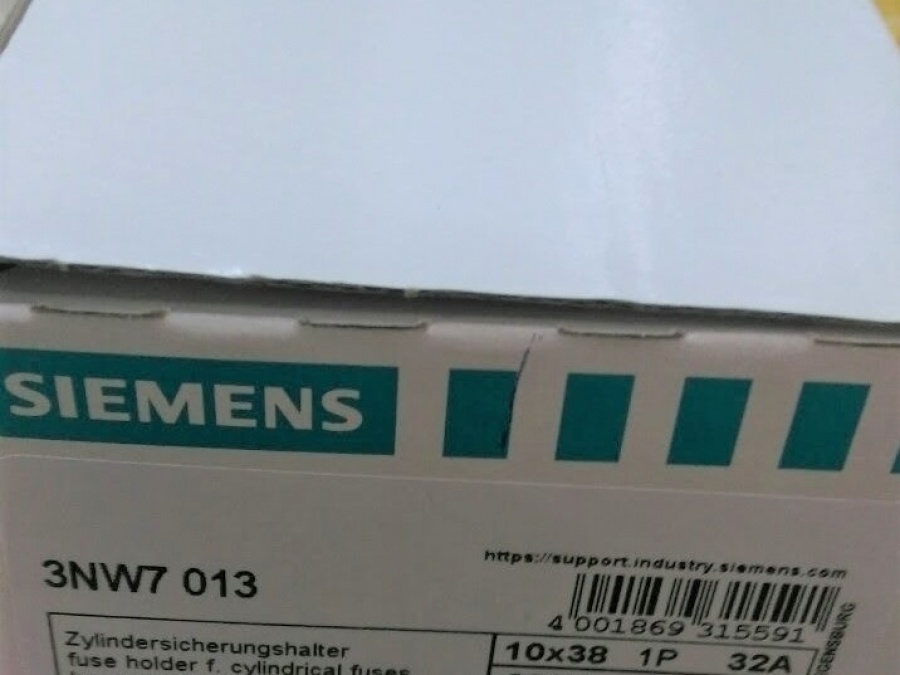 SIEMENS
https://support.industry.siemens.com
3NW7 013
4 001869 315591
Zylindersicherungshalter
fuse holder f. cylindrical fuses
10x38 1P 32A